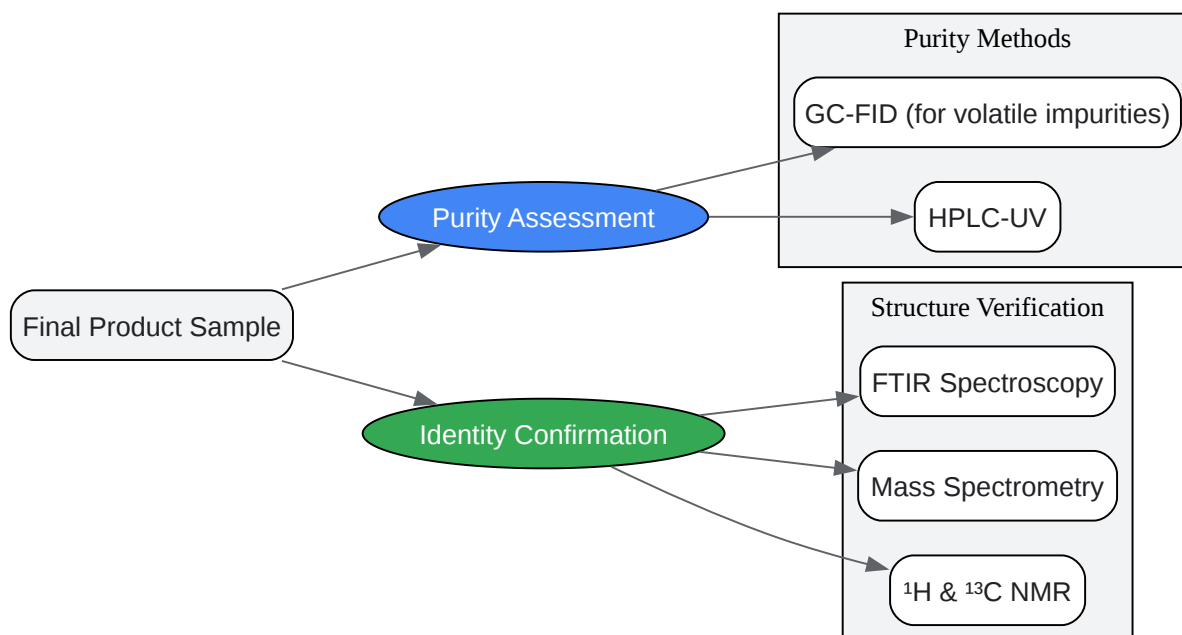 Purity Methods
GC-FID (for volatile impurities)
Purity Assessment
HPLC-UV
Final Product Sample
Structure Verification
FTIR Spectroscopy
Identity Confirmation
Mass Spectrometry
¹H & ¹³C NMR